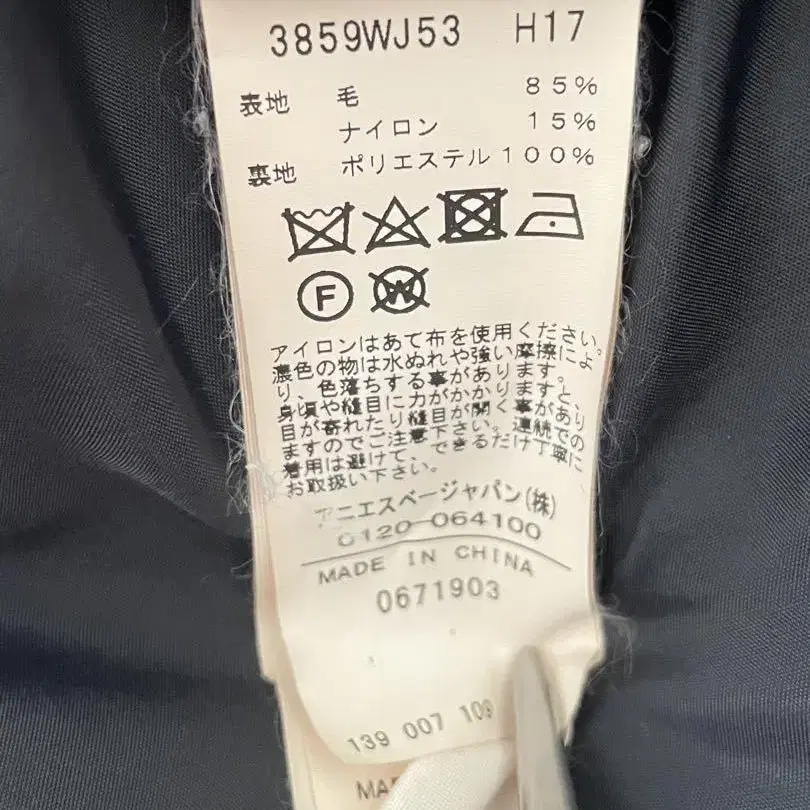 3859WJ53 H17
表地 毛 85%
ナイロン 15%
裏地 ポリエステル 100%
F W
アイロンはあて布を使用ください。
濃色の物は水ぬれや強い摩擦によ
り、色落ちする事があります。
身頃や縫目に力がかかりますと、
目が寄れたり縫目が開く事があり
ますのでご注意下さい。連続での
着用は避けて、できるだけ丁寧に
お取扱い下さい。
アニエスベージャパン(株)
0120-064100
MADE IN CHINA
0671903
139 007 109